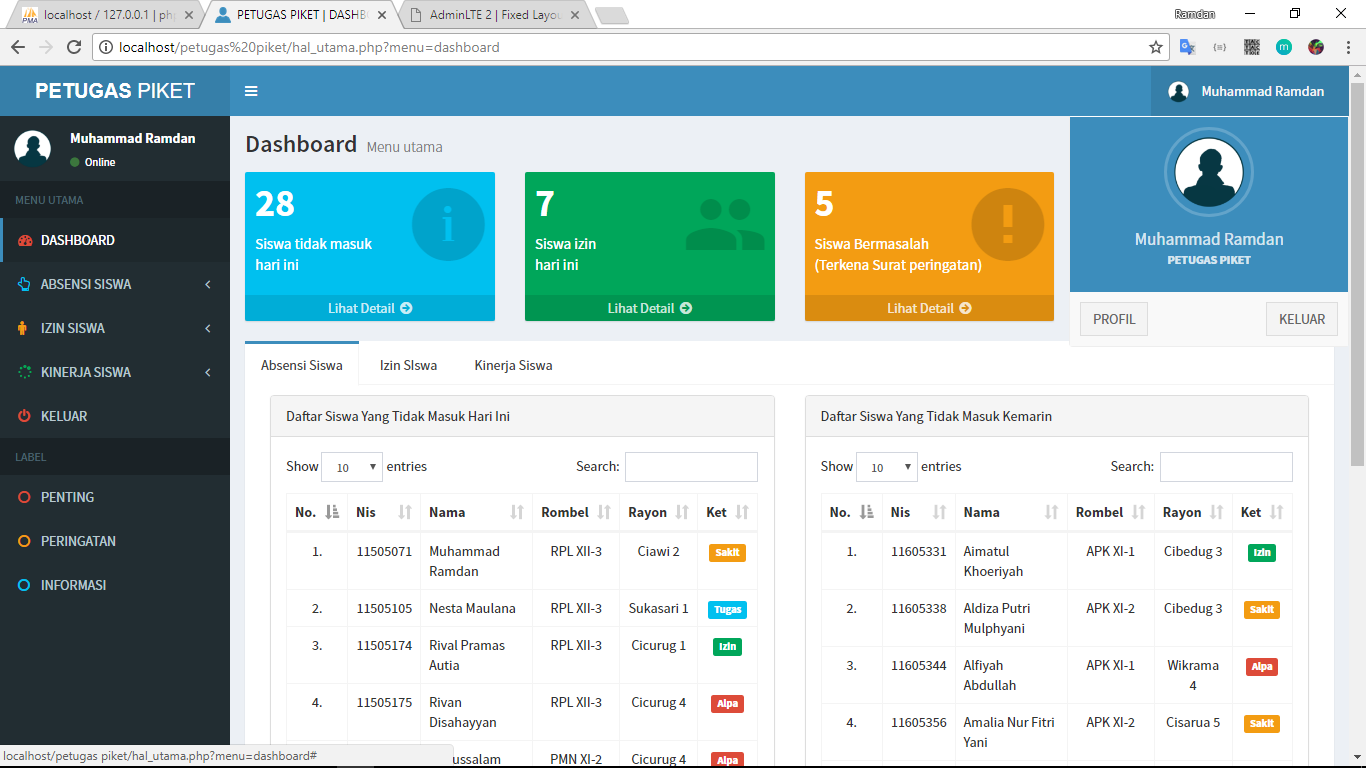 localhost / 127.0.0.1 | ph
PETUGAS PIKET | DASHB
AdminLTE 2 | Fixed Layou
Ramdan
localhost/petugas%20piket/hal_utama.php?menu=dashboard
PETUGAS PIKET
Muhammad Ramdan
Muhammad Ramdan
Online
MENU UTAMA
DASHBOARD
ABSENSI SISWA
IZIN SISWA
KINERJA SISWA
KELUAR
LABEL
PENTING
PERINGATAN
INFORMASI
Dashboard Menu utama
28
Siswa tidak masuk
hari ini
Lihat Detail
7
Siswa izin
hari ini
Lihat Detail
5
Siswa Bermasalah
(Terkena Surat peringatan)
Lihat Detail
Muhammad Ramdan
PETUGAS PIKET
PROFIL KELUAR
Absensi Siswa Izin SIswa Kinerja Siswa
Daftar Siswa Yang Tidak Masuk Hari Ini
Show 10 entries Search:
No. Nis Nama Rombel Rayon Ket
1. 11505071 Muhammad Ramdan RPL XII-3 Ciawi 2 Sakit
2. 11505105 Nesta Maulana RPL XII-3 Sukasari 1 Tugas
3. 11505174 Rival Pramas Autia RPL XII-3 Cicurug 1 Izin
4. 11505175 Rivan Disahayyan RPL XII-3 Cicurug 4 Alpa
ussalam PMN XI-2 Cicurug 4 Alpa
Daftar Siswa Yang Tidak Masuk Kemarin
Show 10 entries Search:
No. Nis Nama Rombel Rayon Ket
1. 11605331 Aimatul Khoeriyah APK XI-1 Cibedug 3 Izin
2. 11605338 Aldiza Putri Mulphyani APK XI-2 Cibedug 3 Sakit
3. 11605344 Alfiyah Abdullah APK XI-1 Wikrama 4 Alpa
4. 11605356 Amalia Nur Fitri Yani APK XI-2 Cisarua 5 Sakit
localhost/petugas piket/hal_utama.php?menu=dashboard#